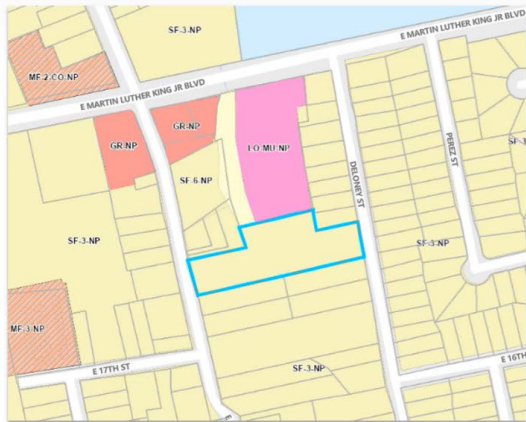 SF-3-NP
E MARTIN LUTHER KING JR BLVD
MF-2-CO-NP
E MARTIN LUTHER KING JR BLVD
GR-NP
GR-NP
LO-MU-NP
PEREZ ST
DELONEY ST
SF-6-NP
SF-3-NP
SF-3-NP
MF-3-NP
E 17TH ST
SF-3-NP
E 16TH